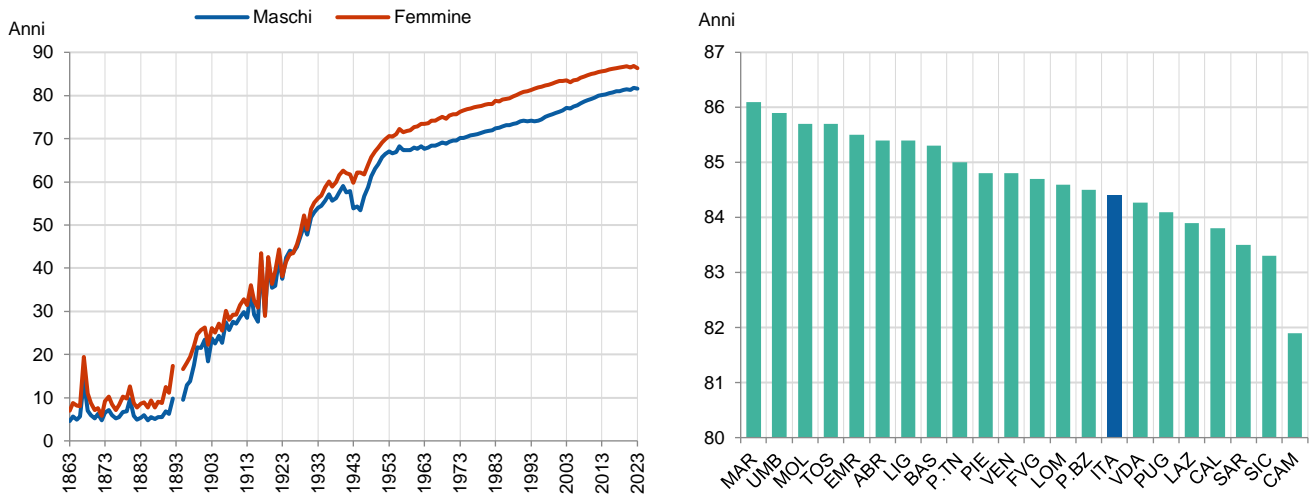 Maschi
Femmine
Anni
90
80
70
60
50
40
30
20
10
0
1863
1873
1883
1893
1903
1913
1923
1933
1943
1953
1963
1973
1983
1993
2003
2013
2023
Anni
87
86
85
84
83
82
81
80
MAR
UMB
MOL
TOS
EMR
ABR
LIG
BAS
P.TN
PIE
VEN
FVG
LOM
P.BZ
ITA
VDA
PUG
LAZ
CAL
SAR
SIC
CAM